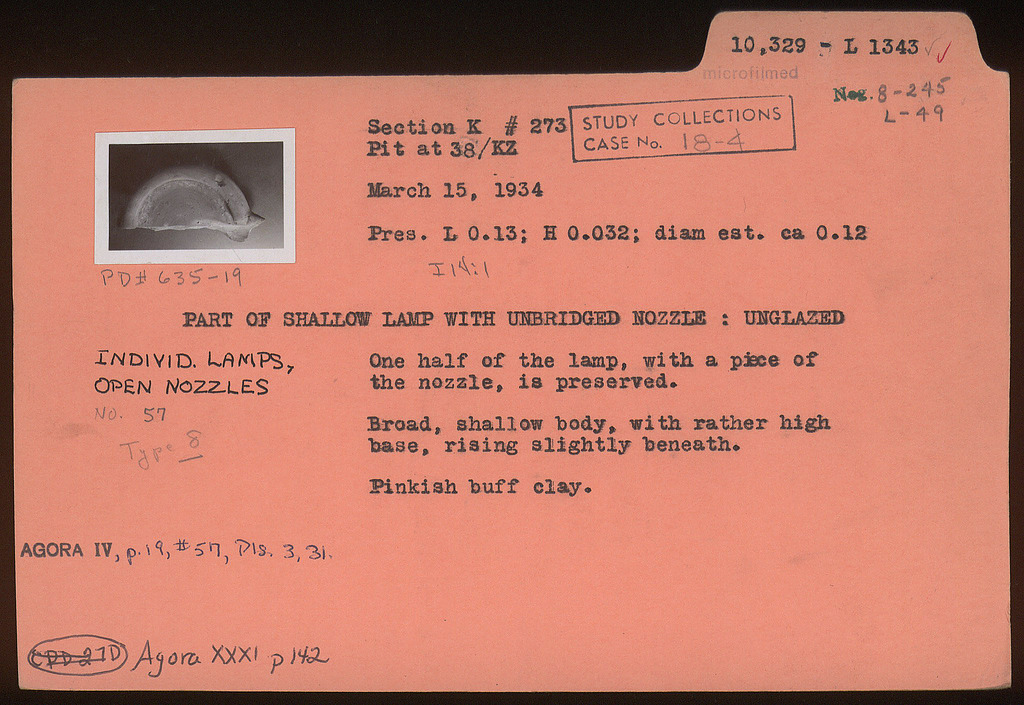 10,329 - L 1343
microfilmed
Neg. 8-245
L-49
Section K # 273
Pit at 38/KZ
STUDY COLLECTIONS
CASE No. 18-4
March 15, 1934
Pres. L 0.13; H 0.032; diam est. ca 0.12
I 14:1
PD# 635-19
PART OF SHALLOW LAMP WITH UNBRIDGED NOZZLE : UNGLAZED
INDIVID. LAMPS,
OPEN NOZZLES
No. 57
Type 8
One half of the lamp, with a piece of
the nozzle, is preserved.
Broad, shallow body, with rather high
base, rising slightly beneath.
Pinkish buff clay.
AGORA IV, p.19, #57, Pls. 3, 31.
Agora XXXI p 142